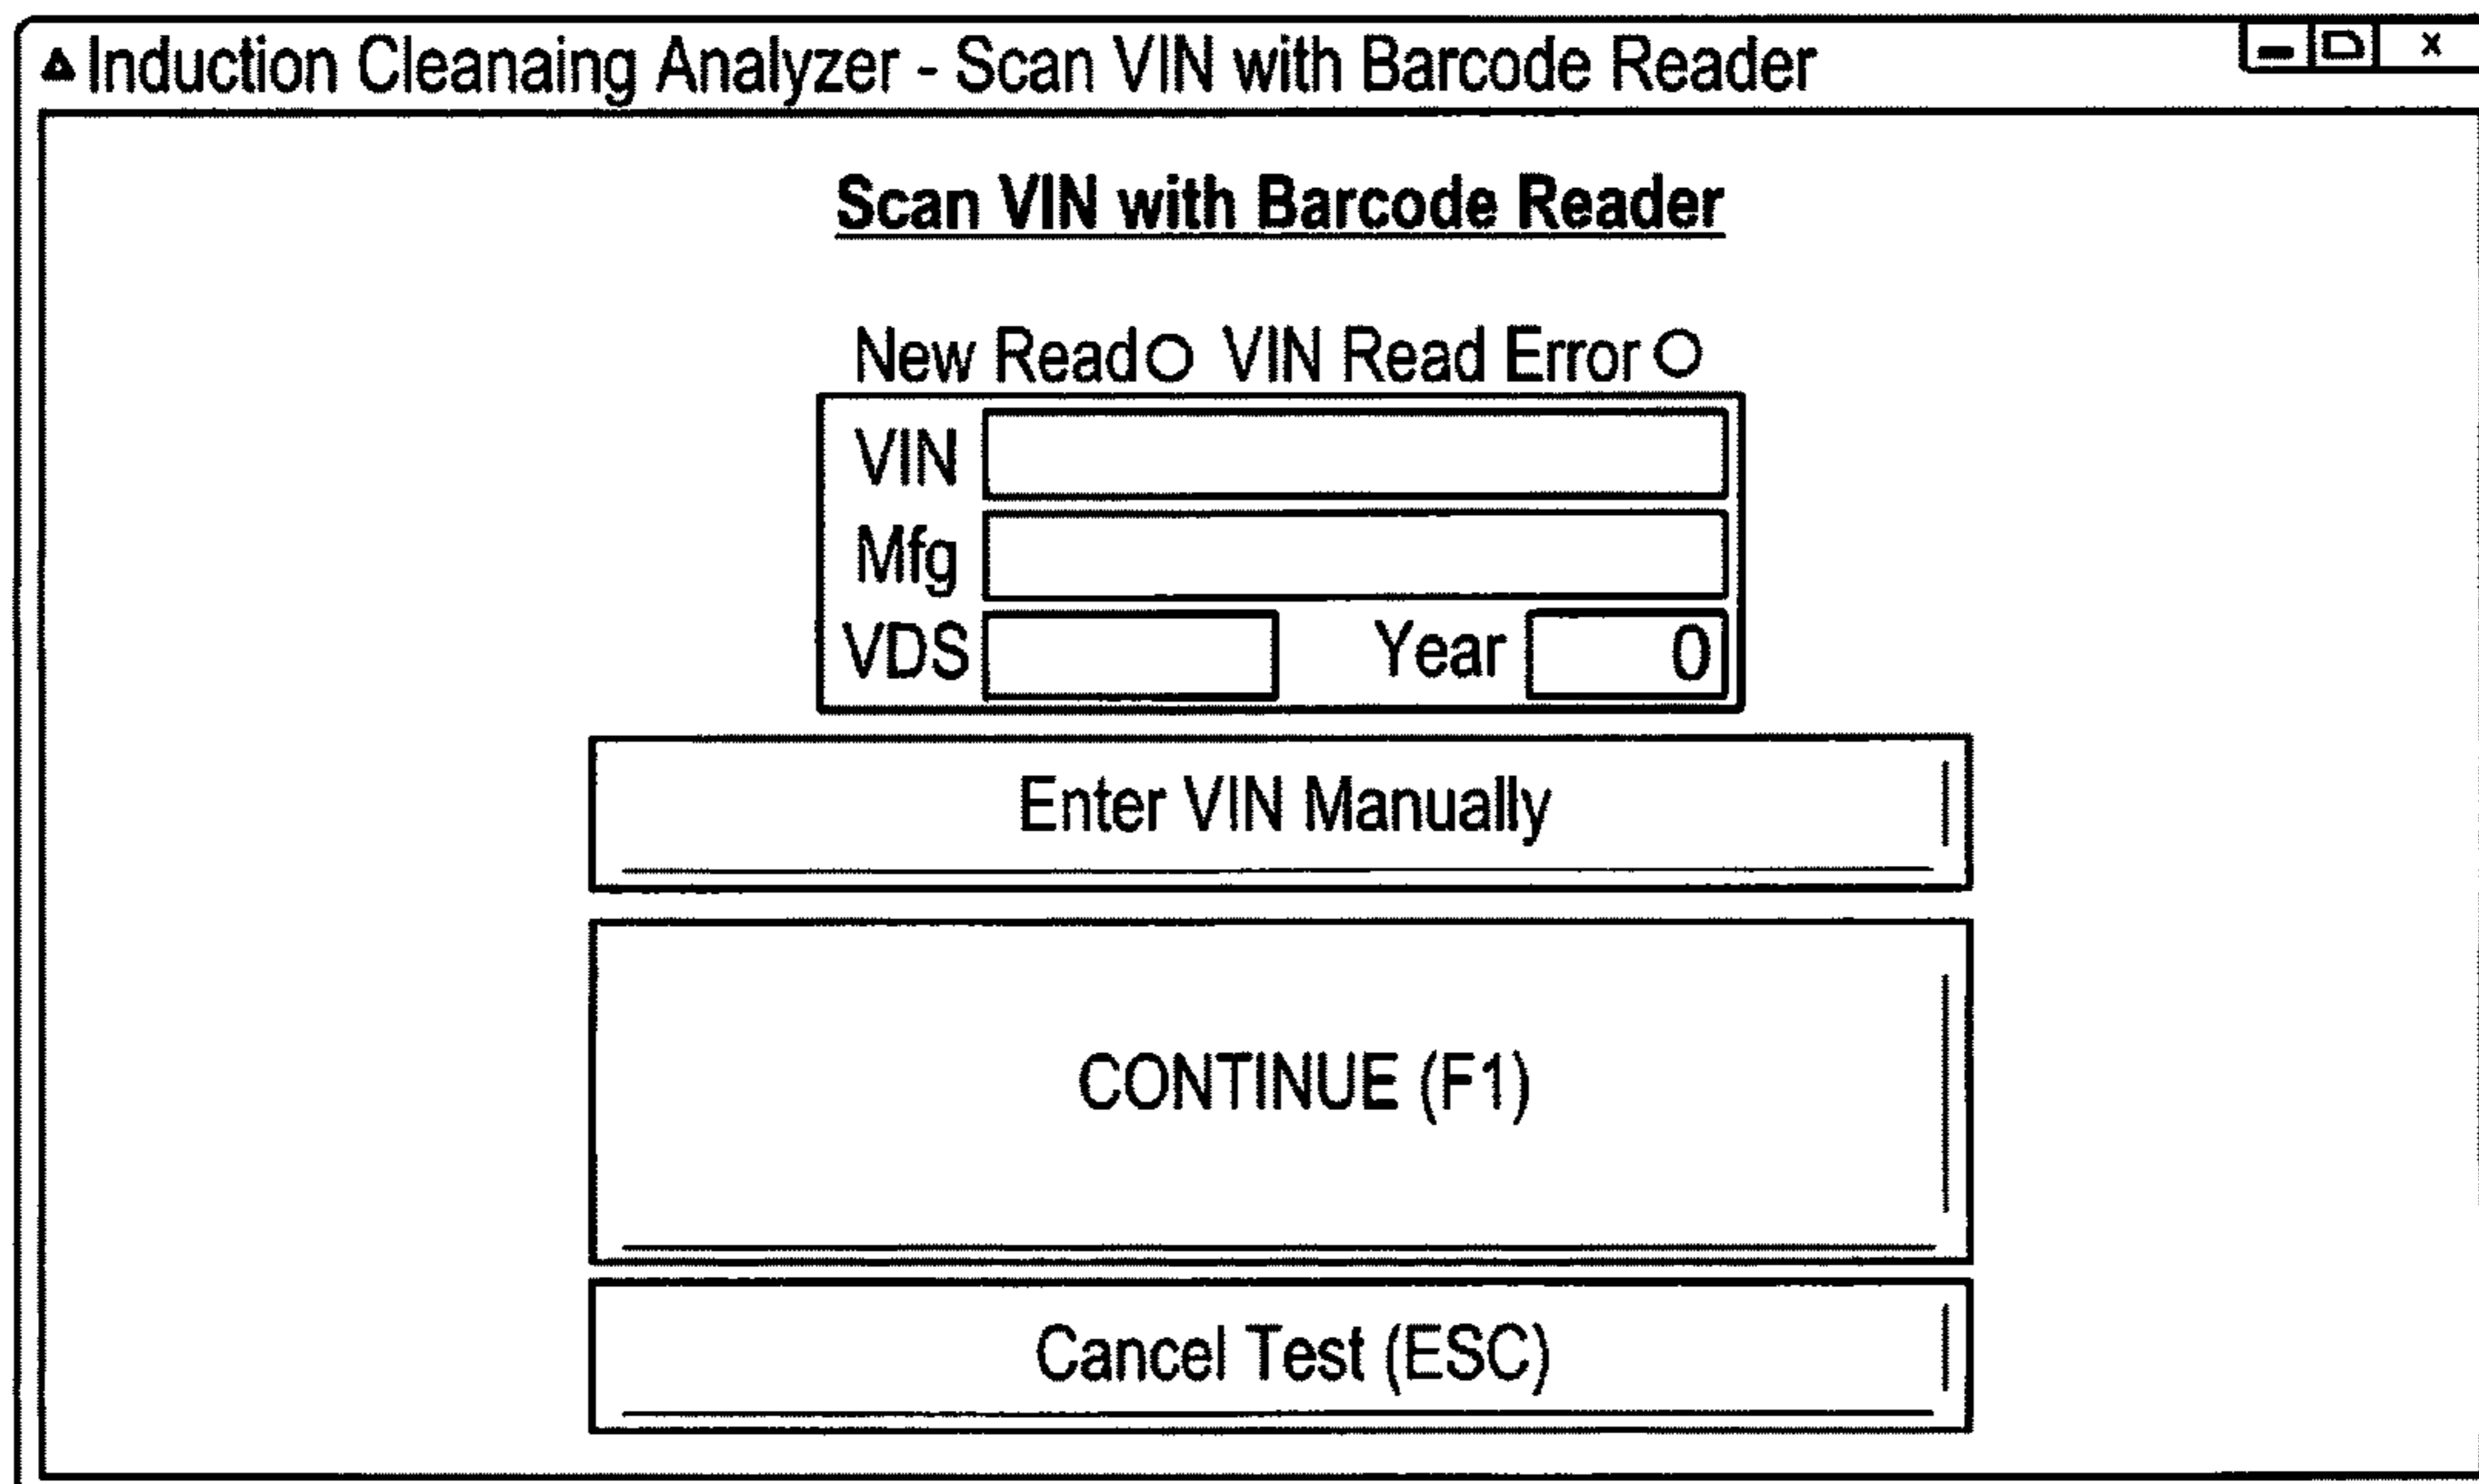 Induction Cleanaing Analyzer - Scan VIN with Barcode Reader
Scan VIN with Barcode Reader
New Read VIN Read Error
VIN
Mfg
VDS Year 0
Enter VIN Manually
CONTINUE (F1)
Cancel Test (ESC)